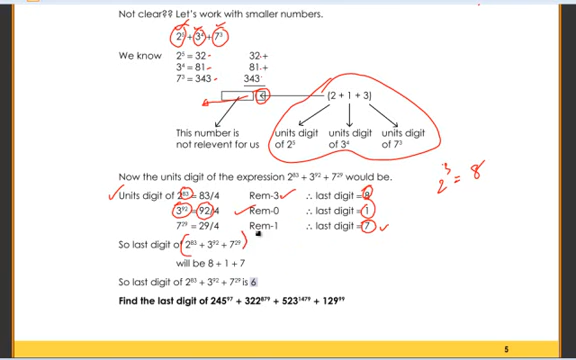 Not clear?? Let's work with smaller numbers.
2⁵ + 3⁴ + 7³
We know 2⁵ = 32 32 +
3⁴ = 81 81 +
7³ = 343 343
6 (2 + 1 + 3)
This number is not relevent for us
units digit of 2⁵
units digit of 3⁴
units digit of 7³
Now the units digit of the expression 2⁸³ + 3⁹² + 7²⁹ would be.
2³ = 8
Units digit of 2⁸³ = 83/4 Rem-3 ∴ last digit = 8
3⁹² = 92/4 Rem-0 ∴ last digit = 1
7²⁹ = 29/4 Rem-1 ∴ last digit = 7
So last digit of (2⁸³ + 3⁹² + 7²⁹)
will be 8 + 1 + 7
So last digit of 2⁸³ + 3⁹² + 7²⁹ is 6
Find the last digit of 245⁹⁷ + 322⁸⁷⁹ + 523¹⁴⁷⁹ + 129⁹⁹
5